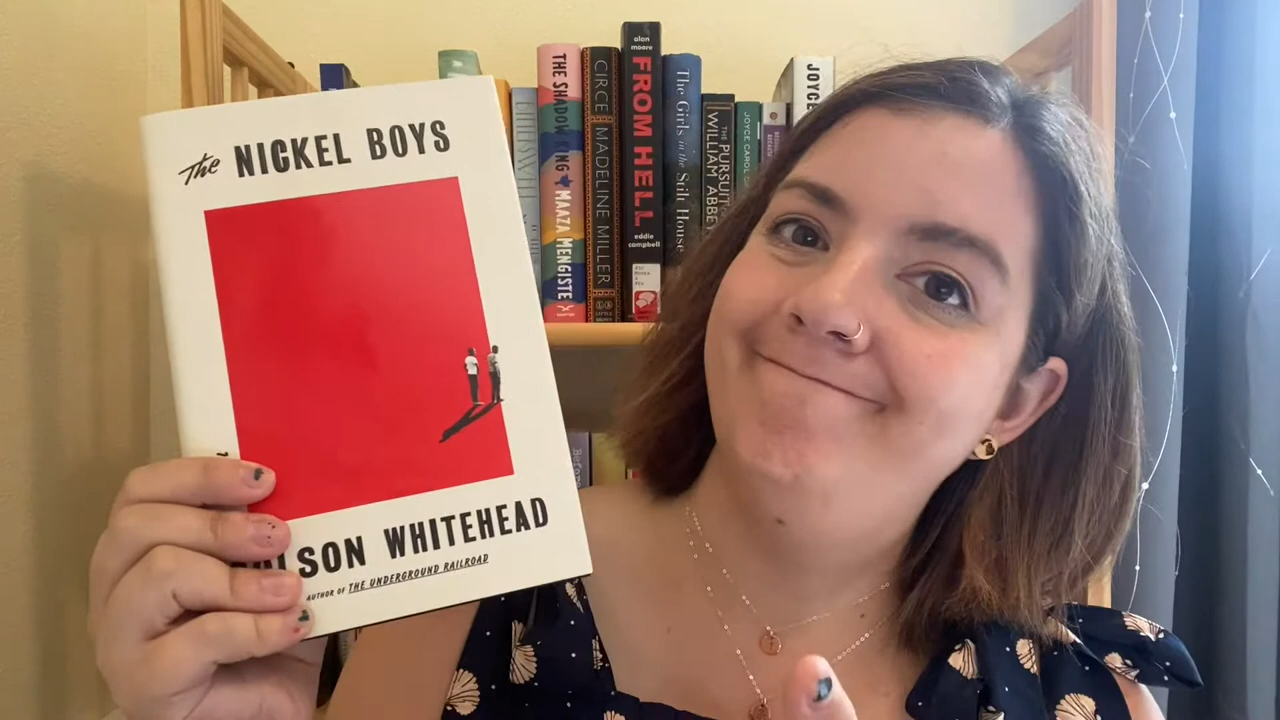 The NICKEL BOYS
OLSON WHITEHEAD
AUTHOR OF THE UNDERGROUND RAILROAD
THE SHADOW KING MAAZA MENGISTE
CIRCE MADELINE MILLER
alan moore
FROM HELL
eddie campbell
The Girls in the Stilt House
THE PURSUIT of WILLIAM ABBEY
JOYCE CAROL
JOYCE